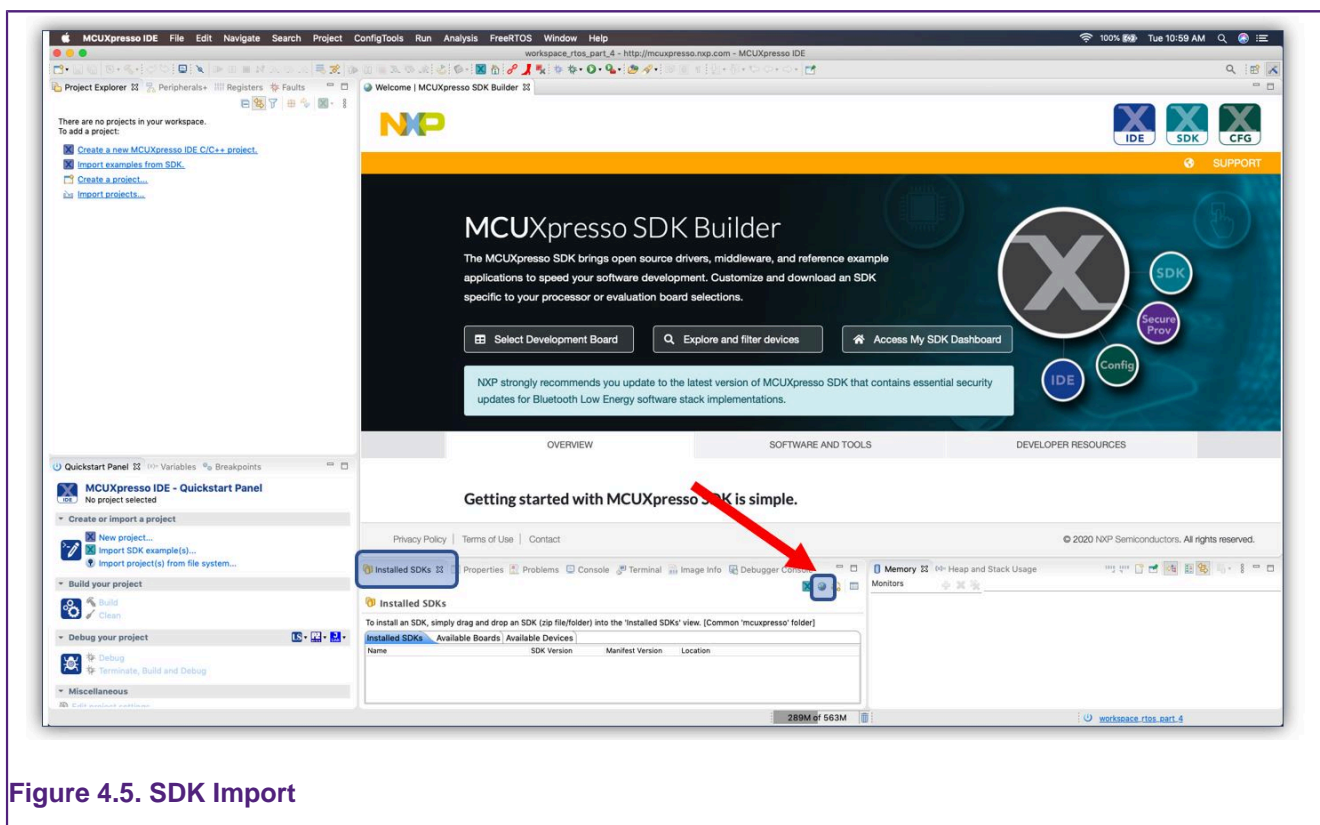 MCUXpresso IDE File Edit Navigate Search Project ConfigTools Run Analysis FreeRTOS Window Help 100% Tue 10:59 AM
workspace_rtos_part_4 - http://mcuxpresso.nxp.com - MCUXpresso IDE
Project Explorer Peripherals+ Registers Faults
There are no projects in your workspace.
To add a project:
Create a new MCUXpresso IDE C/C++ project.
Import examples from SDK.
Create a project...
Import projects...
Welcome | MCUXpresso SDK Builder
NXP
IDE SDK CFG
SUPPORT
MCUXpresso SDK Builder
The MCUXpresso SDK brings open source drivers, middleware, and reference example
applications to speed your software development. Customize and download an SDK
specific to your processor or evaluation board selections.
Select Development Board Explore and filter devices Access My SDK Dashboard
NXP strongly recommends you update to the latest version of MCUXpresso SDK that contains essential security
updates for Bluetooth Low Energy software stack implementations.
X
SDK
Secure
Prov
Config
IDE
OVERVIEW SOFTWARE AND TOOLS DEVELOPER RESOURCES
Getting started with MCUXpresso SDK is simple.
Privacy Policy | Terms of Use | Contact © 2020 NXP Semiconductors. All rights reserved.
Quickstart Panel (x)= Variables Breakpoints
IDE
MCUXpresso IDE - Quickstart Panel
No project selected
Create or import a project
New project...
Import SDK example(s)...
Import project(s) from file system...
Build your project
Build
Clean
Debug your project
Debug
Terminate, Build and Debug
Miscellaneous
Edit project settings
Installed SDKs Properties Problems Console Terminal Image Info Debugger Console
Installed SDKs
To install an SDK, simply drag and drop an SDK (zip file/folder) into the 'Installed SDKs' view. [Common 'mcuxpresso' folder]
Installed SDKs Available Boards Available Devices
Name SDK Version Manifest Version Location
Memory Heap and Stack Usage
Monitors
289M of 563M
workspace_rtos_part_4
Figure 4.5. SDK Import